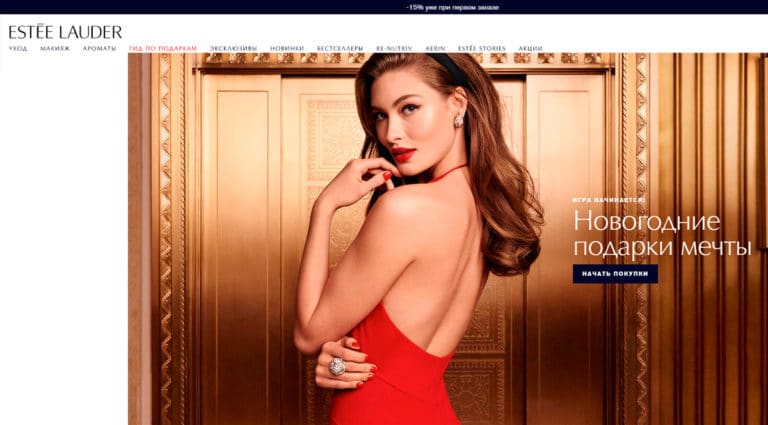 -15% уже при первом заказе
ESTĒE LAUDER
УХОД МАКИЯЖ АРОМАТЫ ГИД ПО ПОДАРКАМ ЭКСКЛЮЗИВЫ НОВИНКИ БЕСТСЕЛЛЕРЫ RE-NUTRIV AERIN ESTÉE STORIES АКЦИИ
ИГРА НАЧИНАЕТСЯ!
Новогодние
подарки мечты
НАЧАТЬ ПОКУПКИ